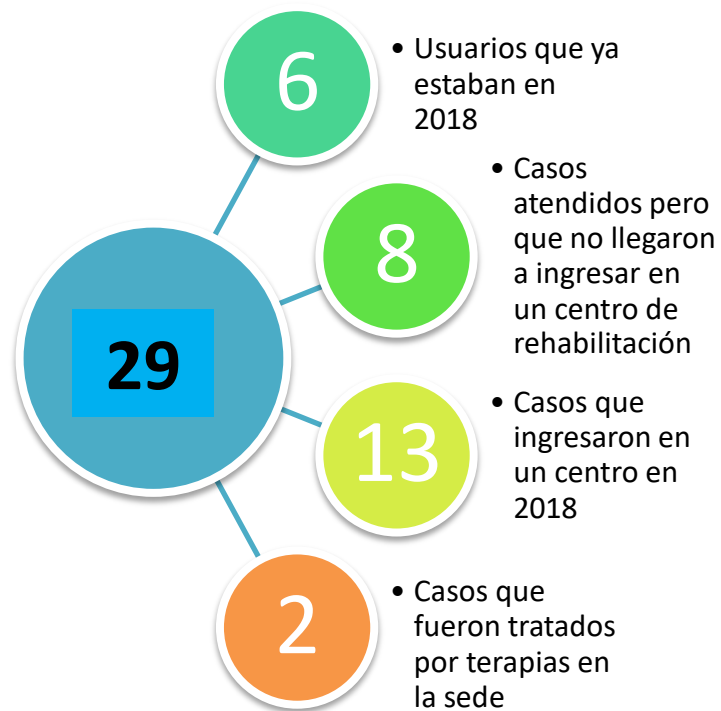 6
• Usuarios que ya
estaban en
2018
8
• Casos
atendidos pero
que no llegaron
a ingresar en
un centro de
rehabilitación
29
13
• Casos que
ingresaron en
un centro en
2018
2
• Casos que
fueron tratados
por terapias en
la sede